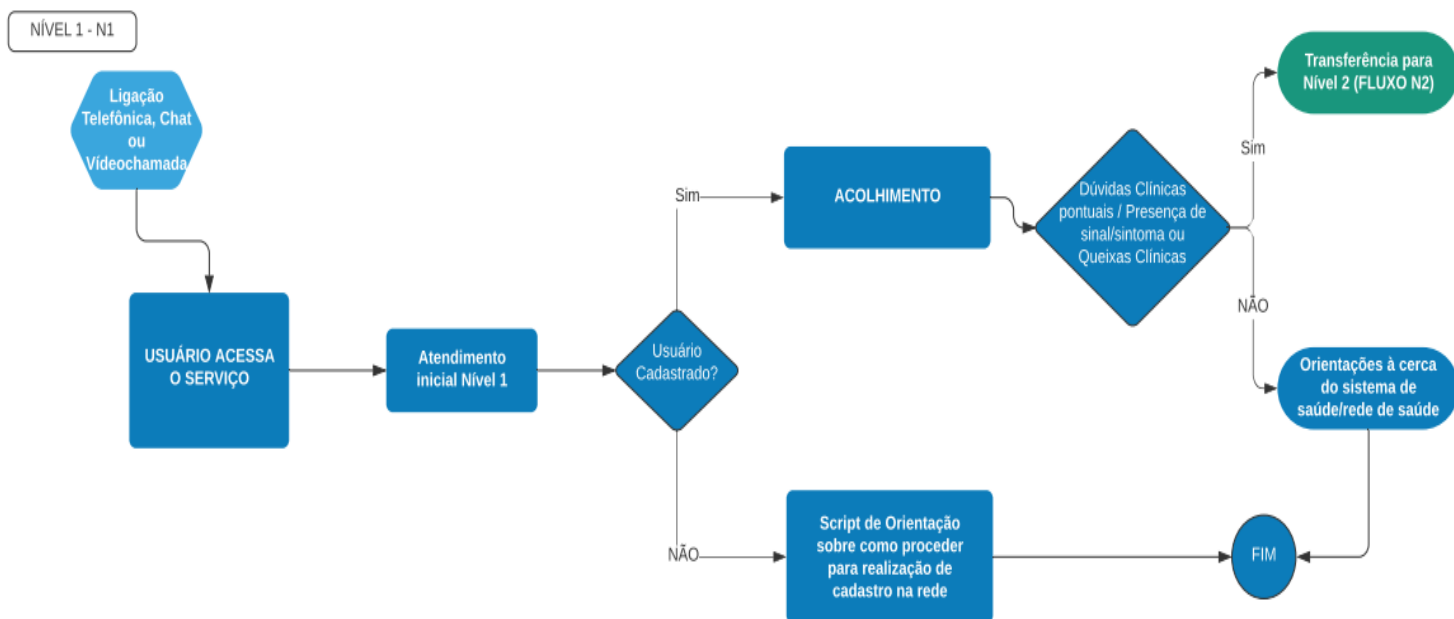 NÍVEL 1 - N1
Ligação
Telefônica, Chat
ou
Vídeochamada
USUÁRIO ACESSA
O SERVIÇO
Atendimento
inicial Nível 1
Usuário
Cadastrado?
Sim
ACOLHIMENTO
Dúvidas Clínicas
pontuais / Presença de
sinal/sintoma ou
Queixas Clínicas
Sim
Transferência para
Nível 2 (FLUXO N2)
NÃO
Orientações à cerca
do sistema de
saúde/rede de saúde
NÃO
Script de Orientação
sobre como proceder
para realização de
cadastro na rede
FIM